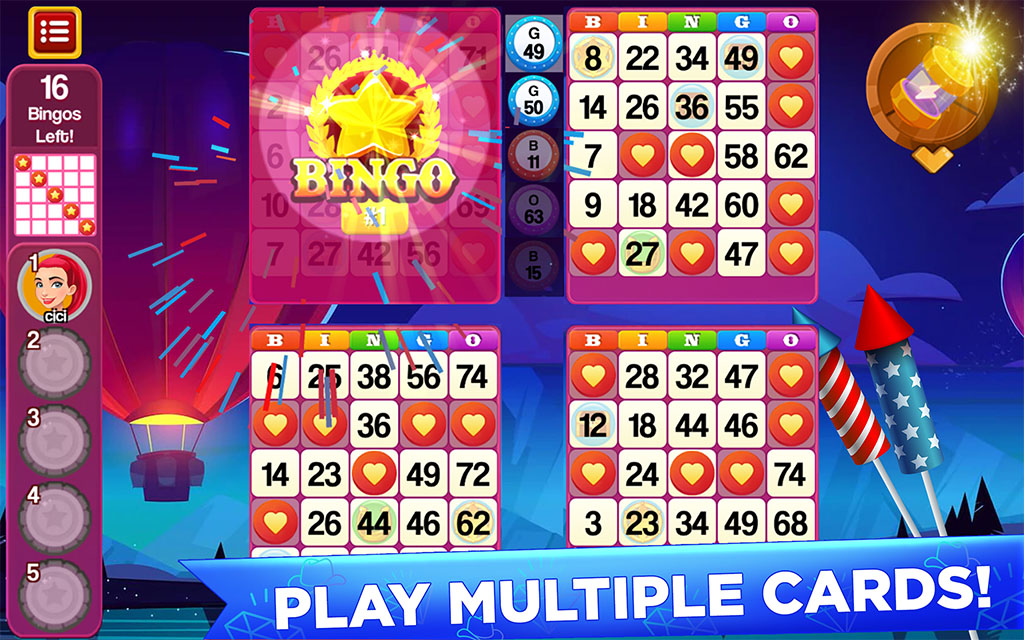 16
Bingos
Left!
1
cici
2
3
4
5
BINGO
#1
G
49
G
50
B
11
O
63
B
15
B I N G O
8 22 34 49
14 26 36 55
7 58 62
9 18 42 60
27 47
B I N G O
6 25 38 56 74
36
14 23 49 72
26 44 46 62
B I N G O
28 32 47
12 18 44 46
24 74
3 23 34 49 68
PLAY MULTIPLE CARDS!